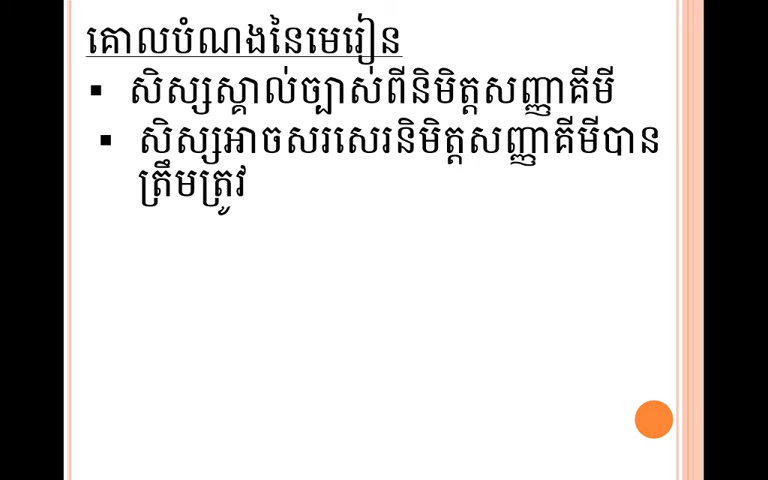 គោលបំណងនៃមេរៀន
▪ សិស្សស្គាល់ច្បាស់ពីនិមិត្តសញ្ញាគីមី
▪ សិស្សអាចសរសេរនិមិត្តសញ្ញាគីមីបាន
ត្រឹមត្រូវ